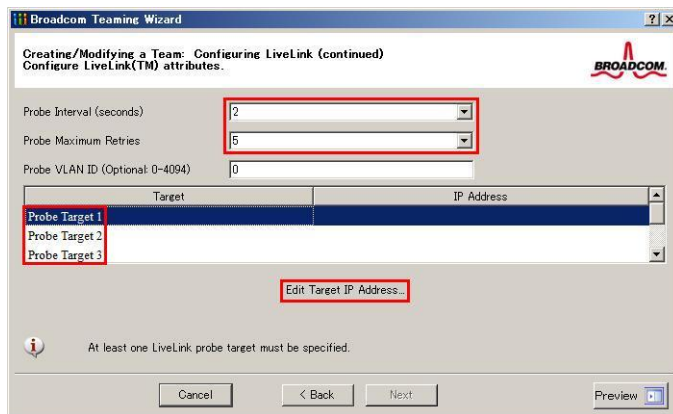 Broadcom Teaming Wizard
Creating/Modifying a Team: Configuring LiveLink (continued)
Configure LiveLink(TM) attributes.
BROADCOM.
Probe Interval (seconds) 2
Probe Maximum Retries 5
Probe VLAN ID (Optional: 0-4094) 0
Target IP Address
Probe Target 1
Probe Target 2
Probe Target 3
Edit Target IP Address...
At least one LiveLink probe target must be specified.
Cancel < Back Next Preview